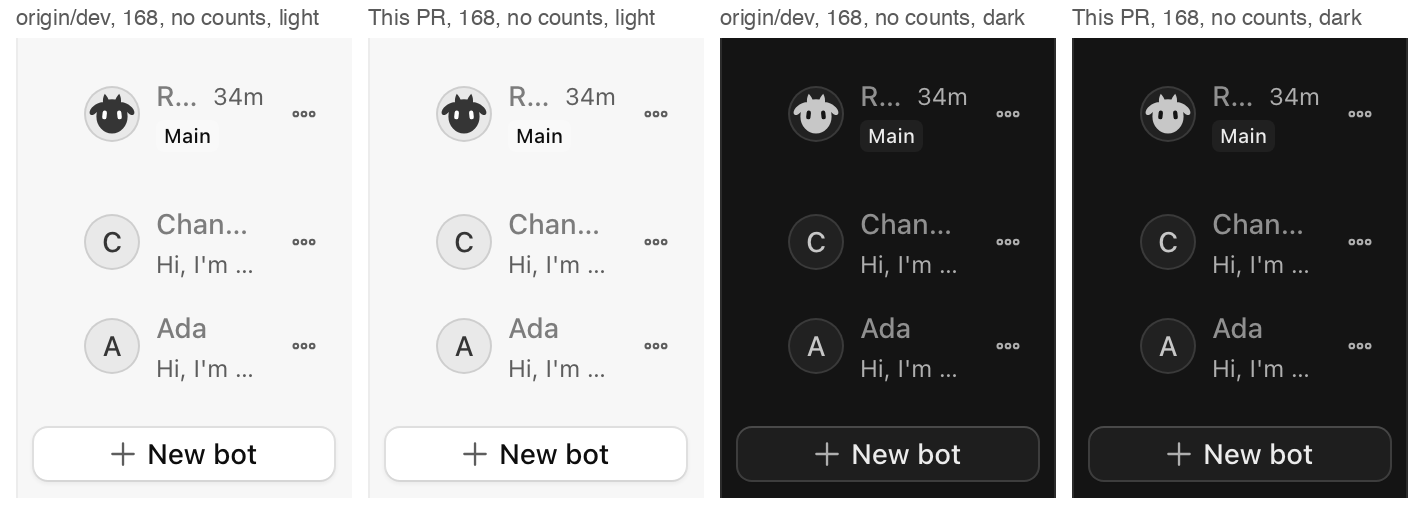 origin/dev, 168, no counts, light
R... 34m
Main
C
Chan...
Hi, I'm ...
A
Ada
Hi, I'm ...
+ New bot
This PR, 168, no counts, light
R... 34m
Main
C
Chan...
Hi, I'm ...
A
Ada
Hi, I'm ...
+ New bot
origin/dev, 168, no counts, dark
R... 34m
Main
C
Chan...
Hi, I'm ...
A
Ada
Hi, I'm ...
+ New bot
This PR, 168, no counts, dark
R... 34m
Main
C
Chan...
Hi, I'm ...
A
Ada
Hi, I'm ...
+ New bot